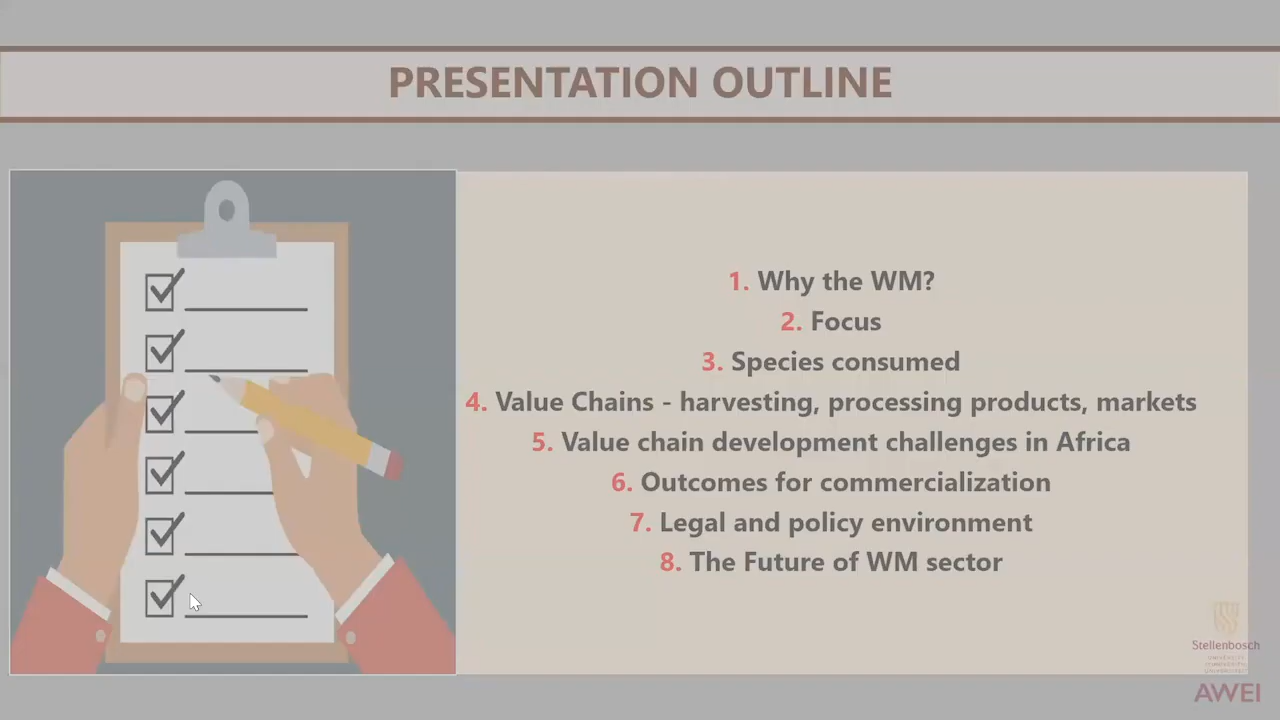 PRESENTATION OUTLINE
1. Why the WM?
2. Focus
3. Species consumed
4. Value Chains - harvesting, processing products, markets
5. Value chain development challenges in Africa
6. Outcomes for commercialization
7. Legal and policy environment
8. The Future of WM sector
Stellenbosch
AWEI